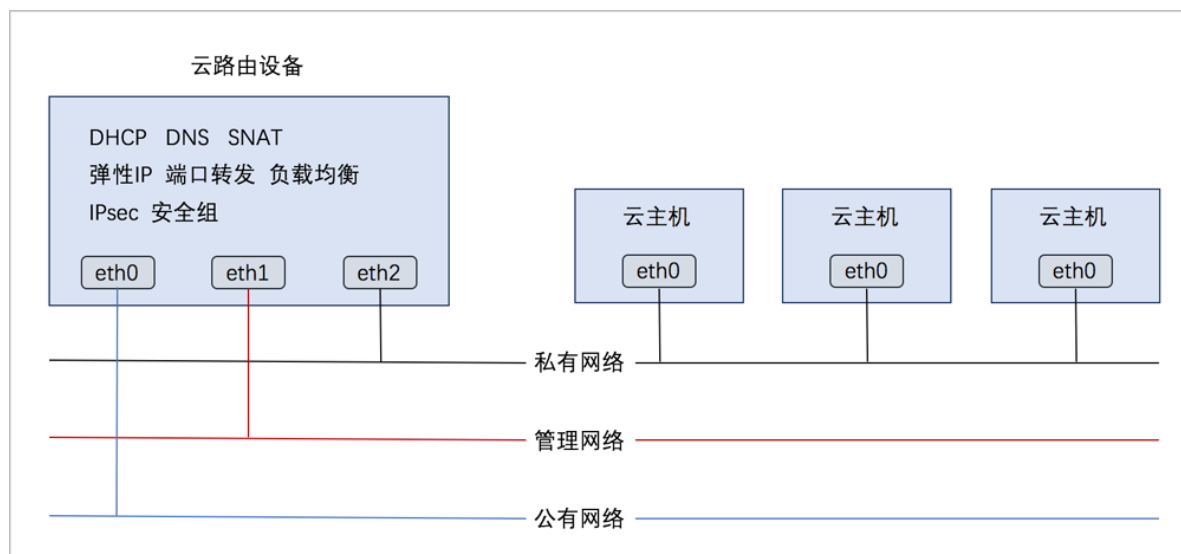 云路由设备
DHCP DNS SNAT
弹性IP 端口转发 负载均衡
IPsec 安全组
eth0 eth1 eth2
云主机 云主机 云主机
eth0 eth0 eth0
私有网络
管理网络
公有网络